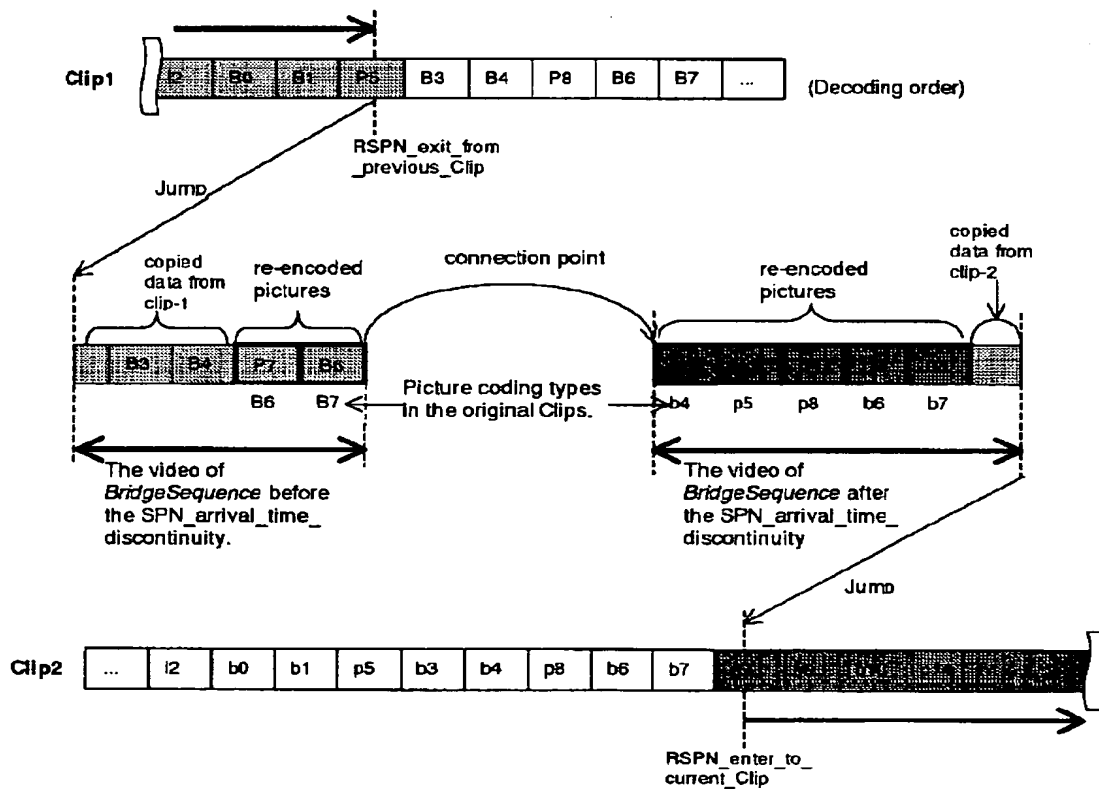 Clip1 I2 B0 B1 P5 B3 B4 P8 B6 B7 ... (Decoding order)
RSPN_exit_from
_previous_Clip
Jump
copied
data from
clip-1
re-encoded
pictures
connection point
re-encoded
pictures
copied
data from
clip-2
B3 B4 P7 B6
B6 B7
Picture coding types
in the original Clips.
b4 p5 p8 b6 b7
The video of
BridgeSequence before
the SPN_arrival_time_
discontinuity.
The video of
BridgeSequence after
the SPN_arrival_time_
discontinuity
Jump
Clip2 ... i2 b0 b1 p5 b3 b4 p8 b6 b7
RSPN_enter_to_
current_Clip